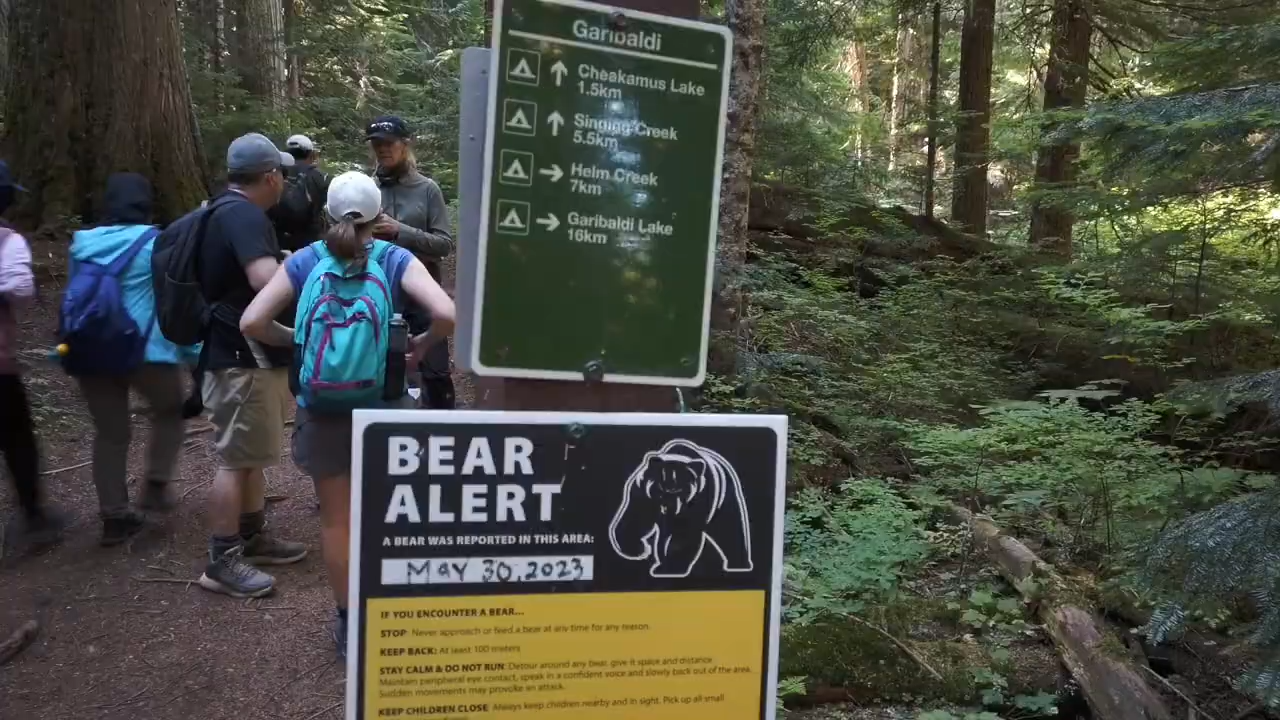 Garibaldi
Cheakamus Lake
1.5km
Singing Creek
5.5km
Helm Creek
7km
Garibaldi Lake
16km
BEAR
ALERT
A BEAR WAS REPORTED IN THIS AREA:
MAY 30, 2023
IF YOU ENCOUNTER A BEAR...
STOP: Never approach or feed a bear at any time for any reason.
KEEP BACK: At least 100 meters
STAY CALM & DO NOT RUN: Detour around any bear, give it space and distance.
Maintain peripheral eye contact, speak in a confident voice and slowly back out of the area.
Sudden movements may provoke an attack.
KEEP CHILDREN CLOSE: Always keep children nearby and in sight. Pick up all small